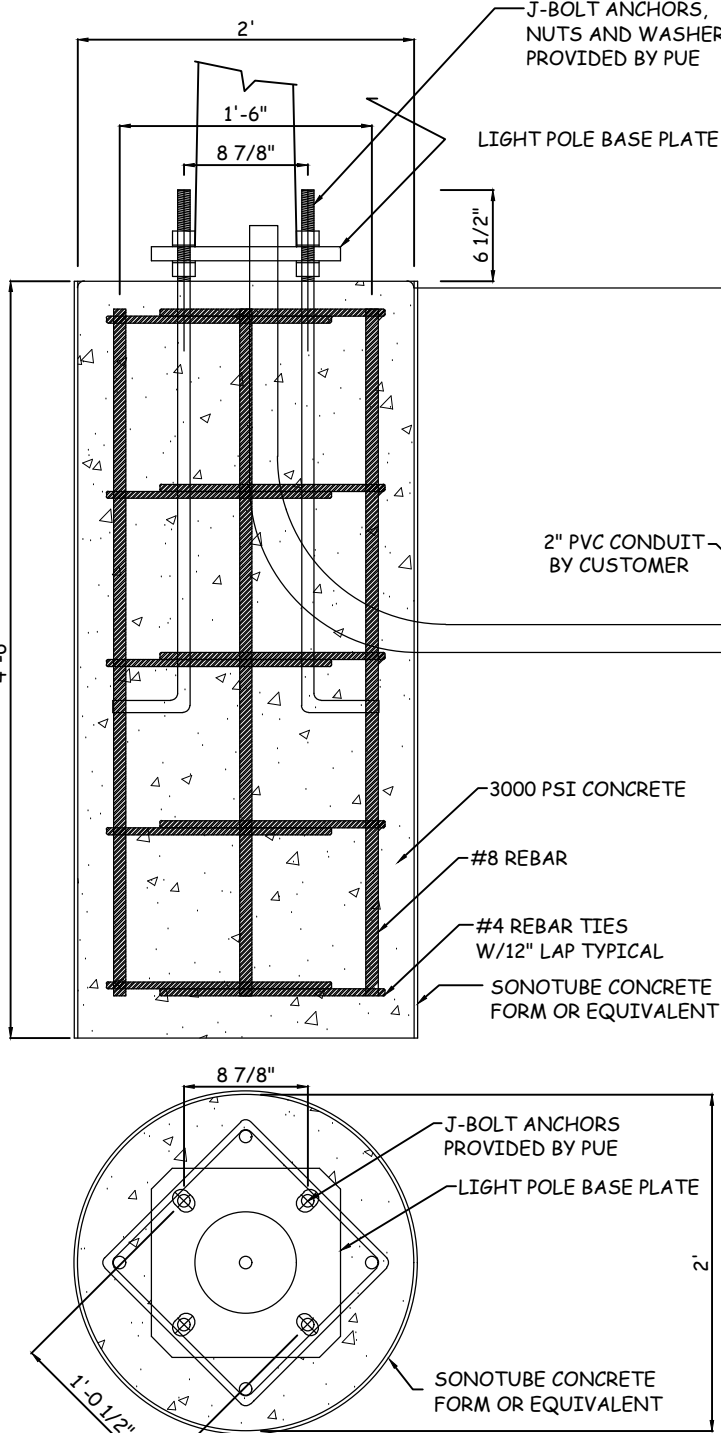 J-BOLT ANCHORS,
NUTS AND WASHER
PROVIDED BY PUE
2'
1'-6"
8 7/8"
LIGHT POLE BASE PLATE
6 1/2"
2" PVC CONDUIT
BY CUSTOMER
3000 PSI CONCRETE
#8 REBAR
#4 REBAR TIES
W/12" LAP TYPICAL
SONOTUBE CONCRETE
FORM OR EQUIVALENT
8 7/8"
J-BOLT ANCHORS
PROVIDED BY PUE
LIGHT POLE BASE PLATE
2'
1'-0 1/2"
SONOTUBE CONCRETE
FORM OR EQUIVALENT